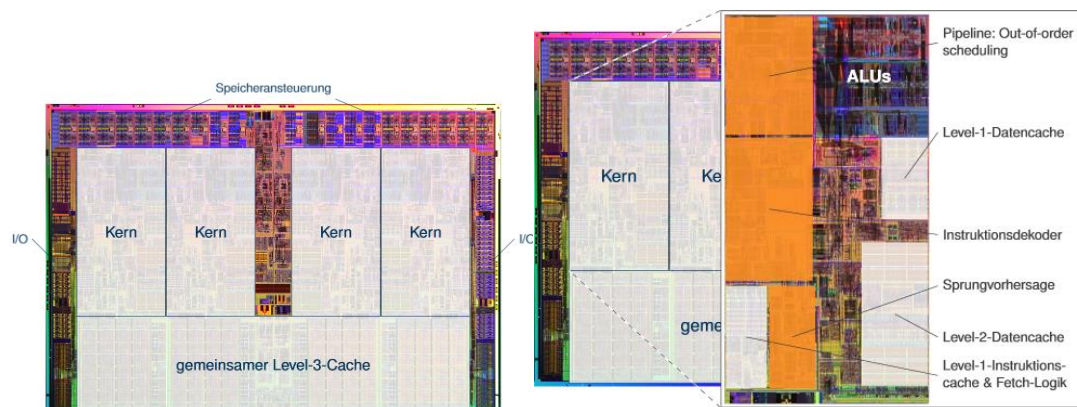 Speicheransteuerung
Kern
Kern
Kern
Kern
I/O
I/O
gemeinsamer Level-3-Cache
Kern
Ke
geme
ALUs
Pipeline: Out-of-order
scheduling
Level-1-Datencache
Instruktionsdekoder
Sprungvorhersage
Level-2-Datencache
Level-1-Instruktions-
cache & Fetch-Logik